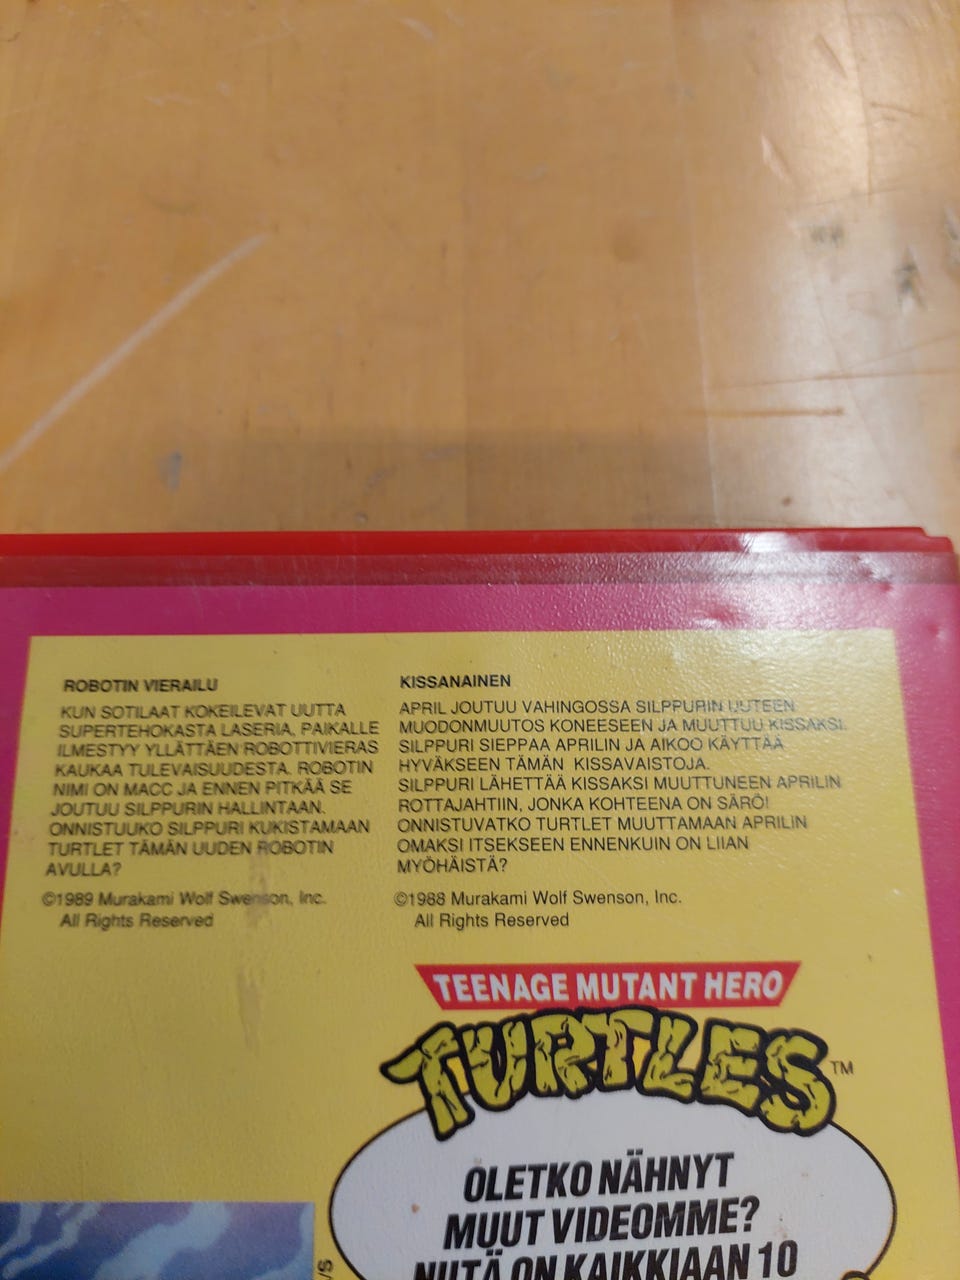 ROBOTIN VIERAILU
KUN SOTILAAT KOKEILEVAT UUTTA
SUPERTEHOKASTA LASERIA, PAIKALLE
ILMESTYY YLLÄTTÄEN ROBOTTIVIERAS
KAUKAA TULEVAISUUDESTA. ROBOTIN
NIMI ON MACC JA ENNEN PITKÄÄ SE
JOUTUU SILPPURIN HALLINTAAN.
ONNISTUUKO SILPPURI KUKISTAMAAN
TURTLET TÄMÄN UUDEN ROBOTIN
AVULLA?
©1989 Murakami Wolf Swenson, Inc.
All Rights Reserved
KISSANAINEN
APRIL JOUTUU VAHINGOSSA SILPPURIN UUTEEN
MUODONMUUTOS KONEESEEN JA MUUTTUU KISSAKSI.
SILPPURI SIEPPAA APRILIN JA AIKOO KÄYTTÄÄ
HYVÄKSEEN TÄMÄN KISSAVAISTOJA.
SILPPURI LÄHETTÄÄ KISSAKSI MUUTTUNEEN APRILIN
ROTTAJAHTIIN, JONKA KOHTEENA ON SÄRÖ!
ONNISTUVATKO TURTLET MUUTTAMAAN APRILIN
OMAKSI ITSEKSEEN ENNENKUIN ON LIIAN
MYÖHÄISTÄ?
©1988 Murakami Wolf Swenson, Inc.
All Rights Reserved
TEENAGE MUTANT HERO
TURTLES™
OLETKO NÄHNYT
MUUT VIDEOMME?
NIITÄ ON KAIKKIAAN 10